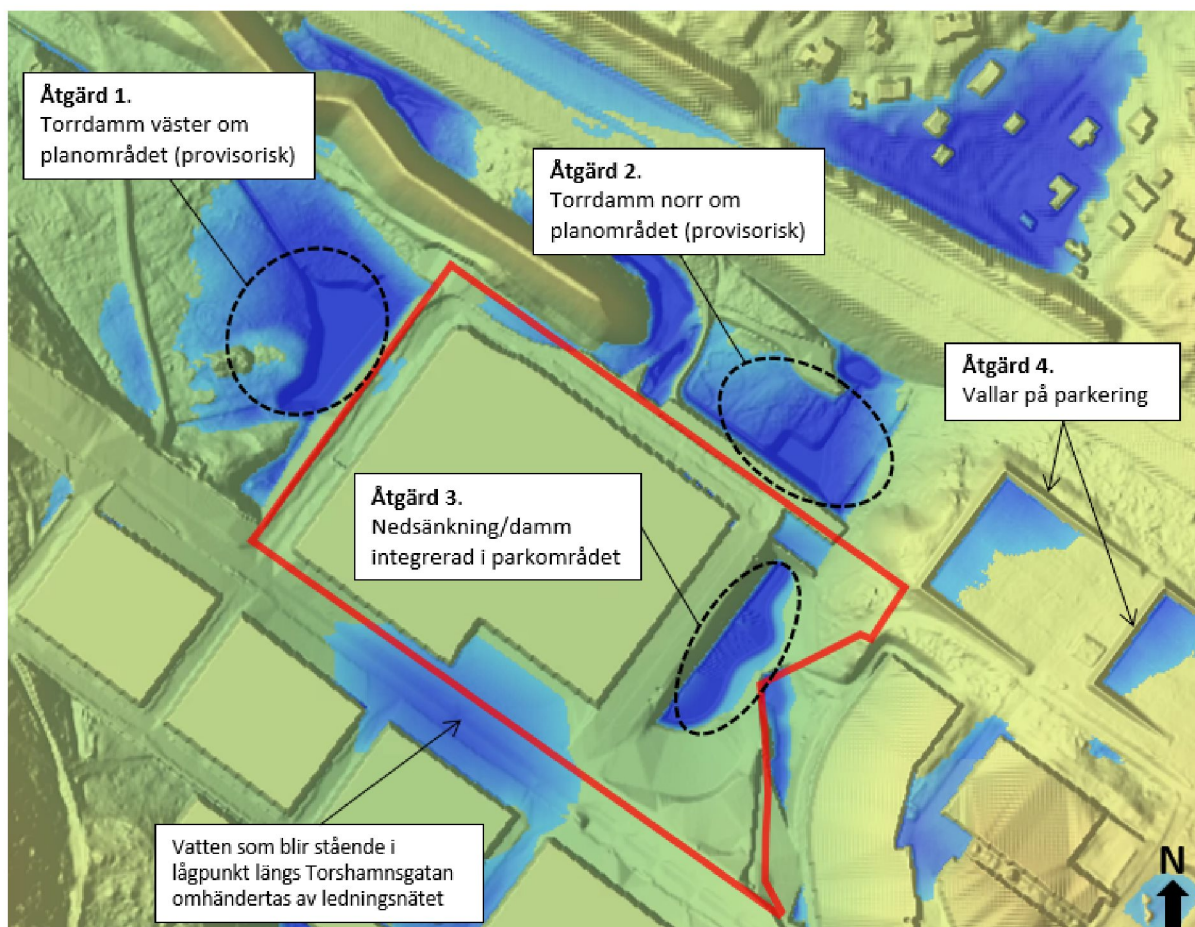 Åtgärd 1.
Torrdamm väster om
planområdet (provisorisk)
Åtgärd 2.
Torrdamm norr om
planområdet (provisorisk)
Åtgärd 4.
Vallar på parkering
Åtgärd 3.
Nedsänkning/damm
integrerad i parkområdet
Vatten som blir stående i
lågpunkt längs Torshamnsgatan
omhändertas av ledningsnätet
N